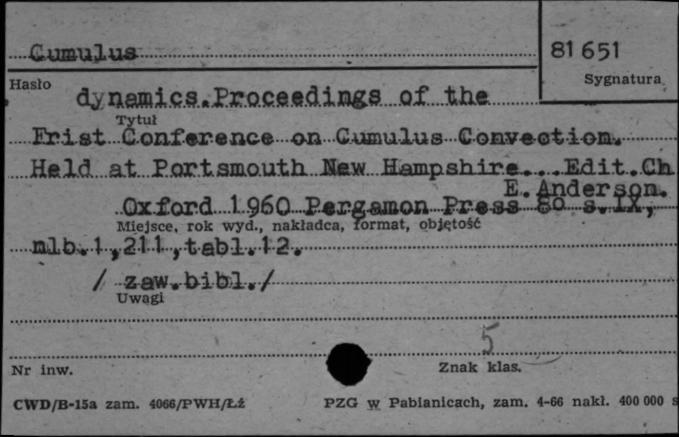 Cumulus 81651
Hasło Sygnatura
dynamics.Proceedings of the
Tytuł
Frist Conference on Cumulus Convection.
Held at Portsmouth New Hampshire...Edit.Ch
E.Anderson.
Oxford 1960 Pergamon Press 8o s.IX,
Miejsce, rok wyd., nakładca, format, objętość
nlb.1,211,tabl.12.
/ zaw.bibl./
Uwagi
5
Nr inw. Znak klas.
CWD/B-15a zam. 4066/PWH/Łź PZG w Pabianicach, zam. 4-66 nakł. 400 000 s